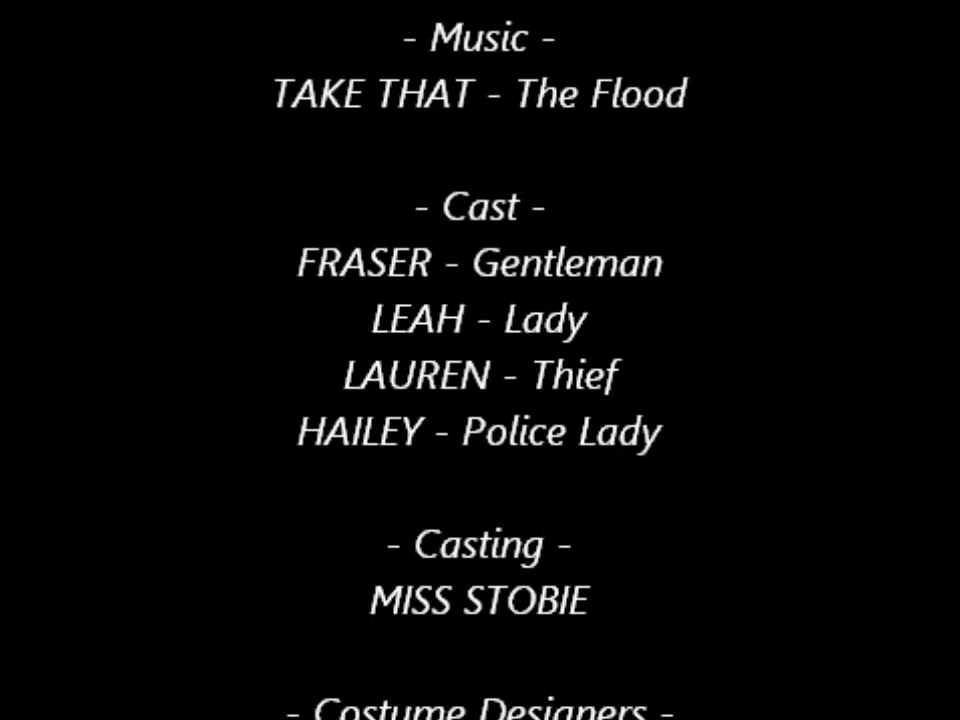 - Music -
TAKE THAT - The Flood
- Cast -
FRASER - Gentleman
LEAH - Lady
LAUREN - Thief
HAILEY - Police Lady
- Casting -
MISS STOBIE
- Costume Designers -